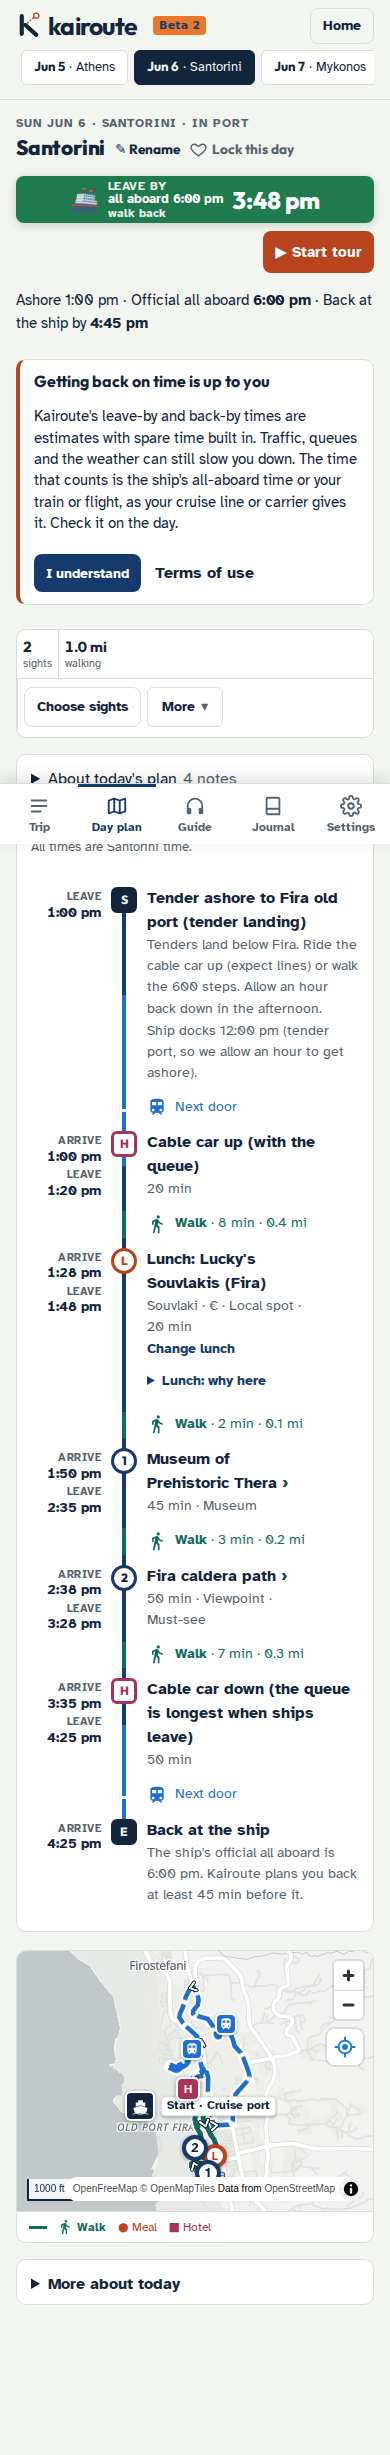 kairoute
Beta 2
Home
Jun 5 · Athens
Jun 6 · Santorini
Jun 7 · Mykonos
SUN JUN 6 · SANTORINI · IN PORT
Santorini
✎ Rename
Lock this day
LEAVE BY
all aboard 6:00 pm
walk back
3:48 pm
▶ Start tour
Ashore 1:00 pm · Official all aboard 6:00 pm · Back at
the ship by 4:45 pm
Getting back on time is up to you
Kairoute's leave-by and back-by times are
estimates with spare time built in. Traffic, queues
and the weather can still slow you down. The time
that counts is the ship's all-aboard time or your
train or flight, as your cruise line or carrier gives
it. Check it on the day.
I understand
Terms of use
2
sights
1.0 mi
walking
Choose sights
More ▾
▶ About today's plan 4 notes
Trip
Day plan
Guide
Journal
Settings
All times are Santorini time.
LEAVE
1:00 pm
S
Tender ashore to Fira old
port (tender landing)
Tenders land below Fira. Ride the
cable car up (expect lines) or walk
the 600 steps. Allow an hour
back down in the afternoon.
Ship docks 12:00 pm (tender
port, so we allow an hour to get
ashore).
Next door
ARRIVE
1:00 pm
LEAVE
1:20 pm
H
Cable car up (with the
queue)
20 min
Walk · 8 min · 0.4 mi
ARRIVE
1:28 pm
LEAVE
1:48 pm
L
Lunch: Lucky's
Souvlakis (Fira)
Souvlaki · € · Local spot ·
20 min
Change lunch
▶ Lunch: why here
Walk · 2 min · 0.1 mi
ARRIVE
1:50 pm
LEAVE
2:35 pm
1
Museum of
Prehistoric Thera ›
45 min · Museum
Walk · 3 min · 0.2 mi
ARRIVE
2:38 pm
LEAVE
3:28 pm
2
Fira caldera path ›
50 min · Viewpoint ·
Must-see
Walk · 7 min · 0.3 mi
ARRIVE
3:35 pm
LEAVE
4:25 pm
H
Cable car down (the queue
is longest when ships
leave)
50 min
Next door
ARRIVE
4:25 pm
E
Back at the ship
The ship's official all aboard is
6:00 pm. Kairoute plans you back
at least 45 min before it.
Firostefani
+
−
H
Start · Cruise port
OLD PORT FIRA
2
L
1
1000 ft
OpenFreeMap © OpenMapTiles Data from OpenStreetMap
Walk
Meal
Hotel
▶ More about today